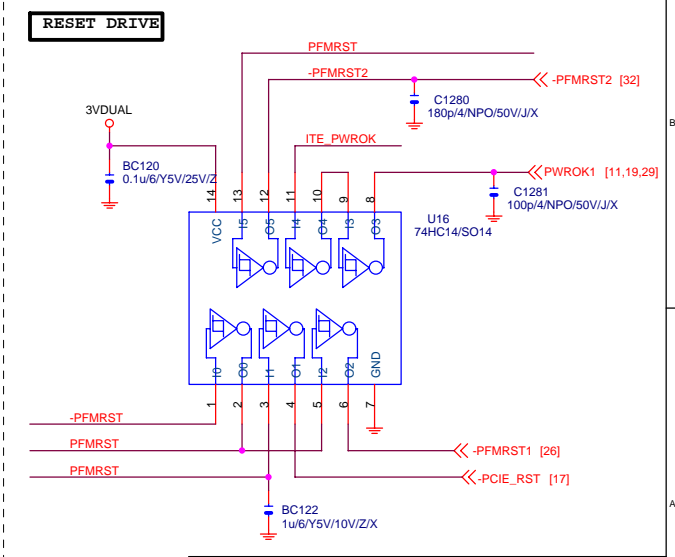 RESET DRIVE
PFMRST
-PFMRST2
-PFMRST2 [32]
C1280
180p/4/NPO/50V/J/X
B
3VDUAL
ITE_PWROK
BC120
0.1u/6/Y5V/25V/Z
PWROK1 [11,19,29]
C1281
100p/4/NPO/50V/J/X
14 13 12 11 10 9 8
VCC I5 O5 I4 O4 I3 O3
U16
74HC14/SO14
I0 O0 I1 O1 I2 O2 GND
1 2 3 4 5 6 7
-PFMRST
PFMRST
-PFMRST1 [26]
PFMRST
-PCIE_RST [17]
A
BC122
1u/6/Y5V/10V/Z/X